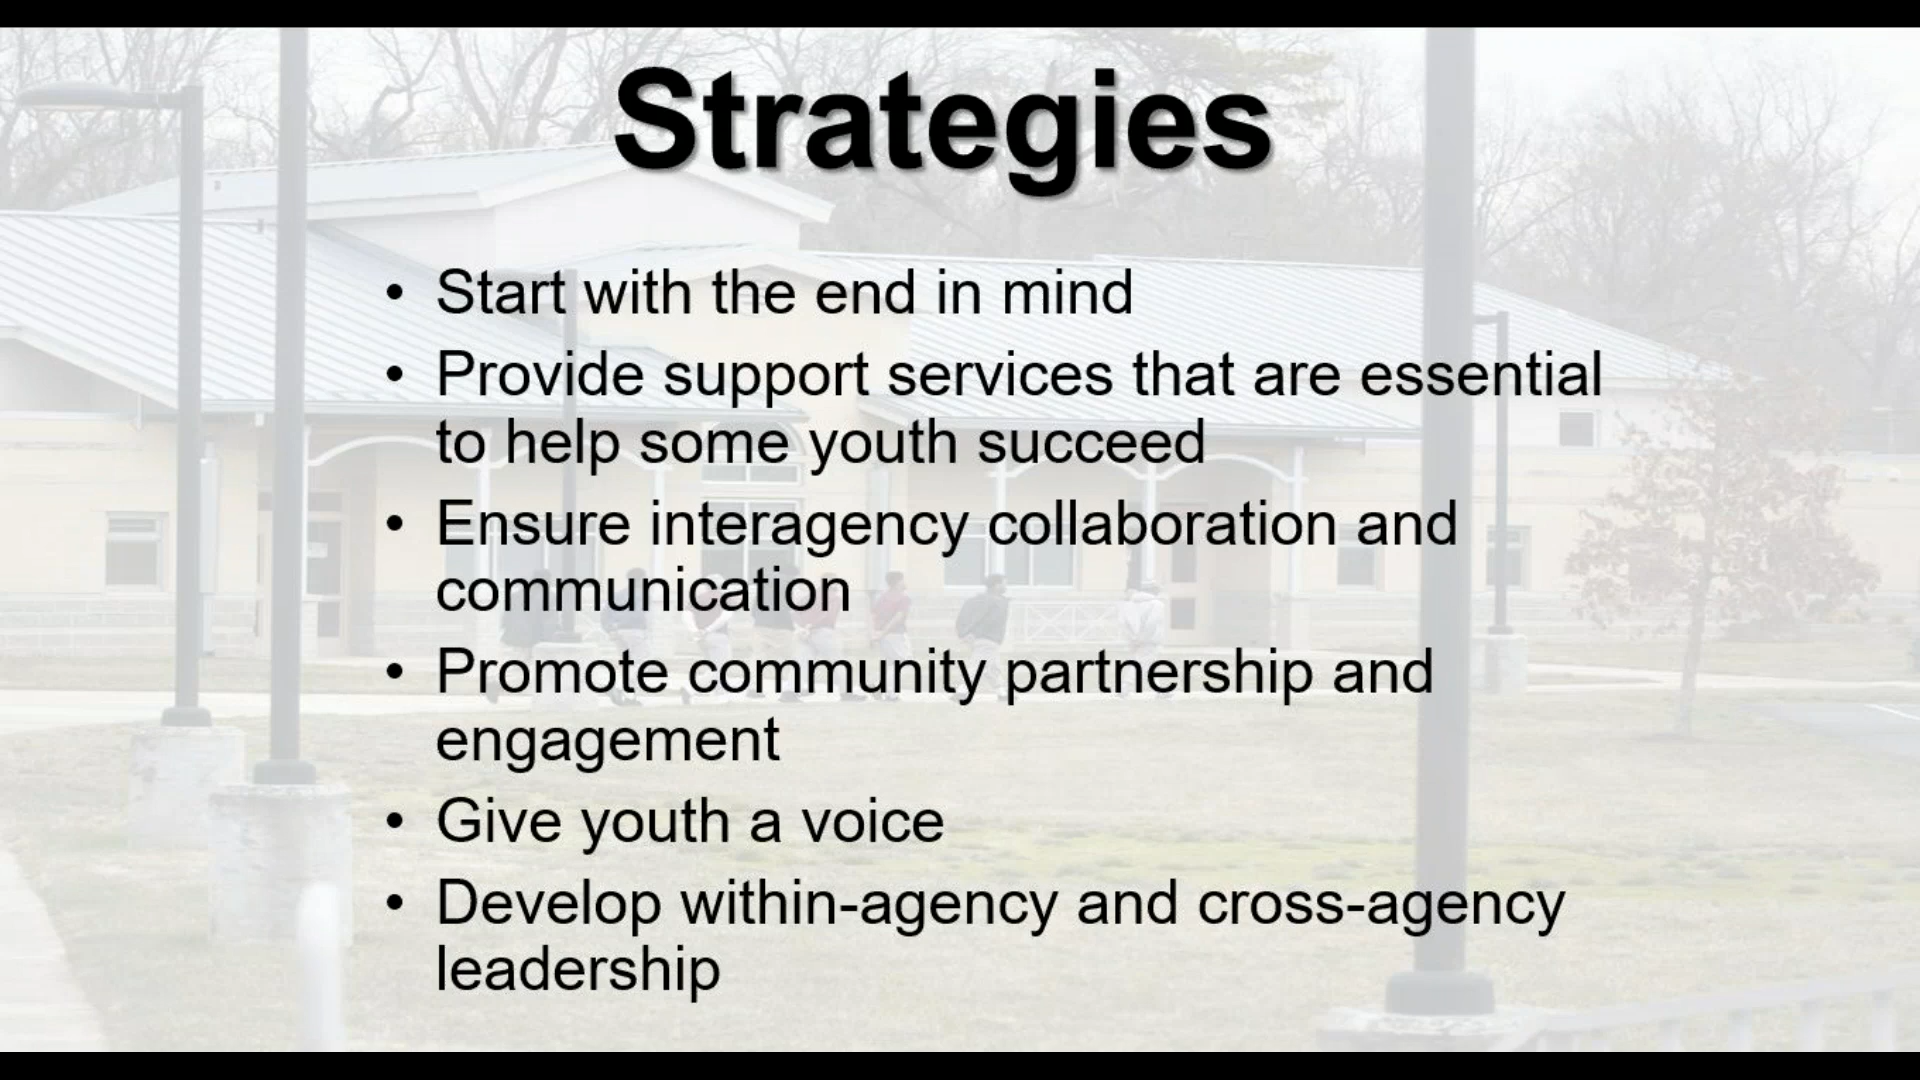 Strategies
• Start with the end in mind
• Provide support services that are essential
to help some youth succeed
• Ensure interagency collaboration and
communication
• Promote community partnership and
engagement
• Give youth a voice
• Develop within-agency and cross-agency
leadership